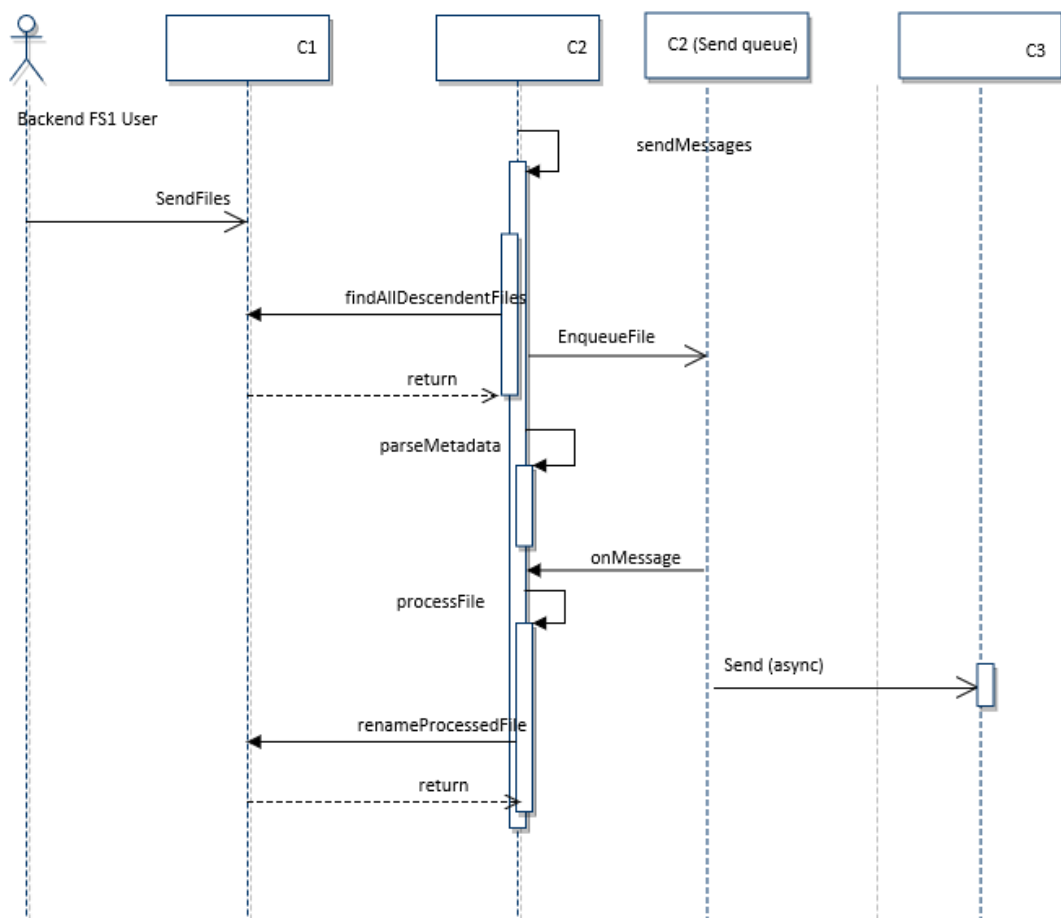 C1
C2
C2 (Send queue)
C3
Backend FS1 User
sendMessages
SendFiles
findAllDescendentFiles
EnqueueFile
return
parseMetadata
onMessage
processFile
Send (async)
renameProcessedFile
return